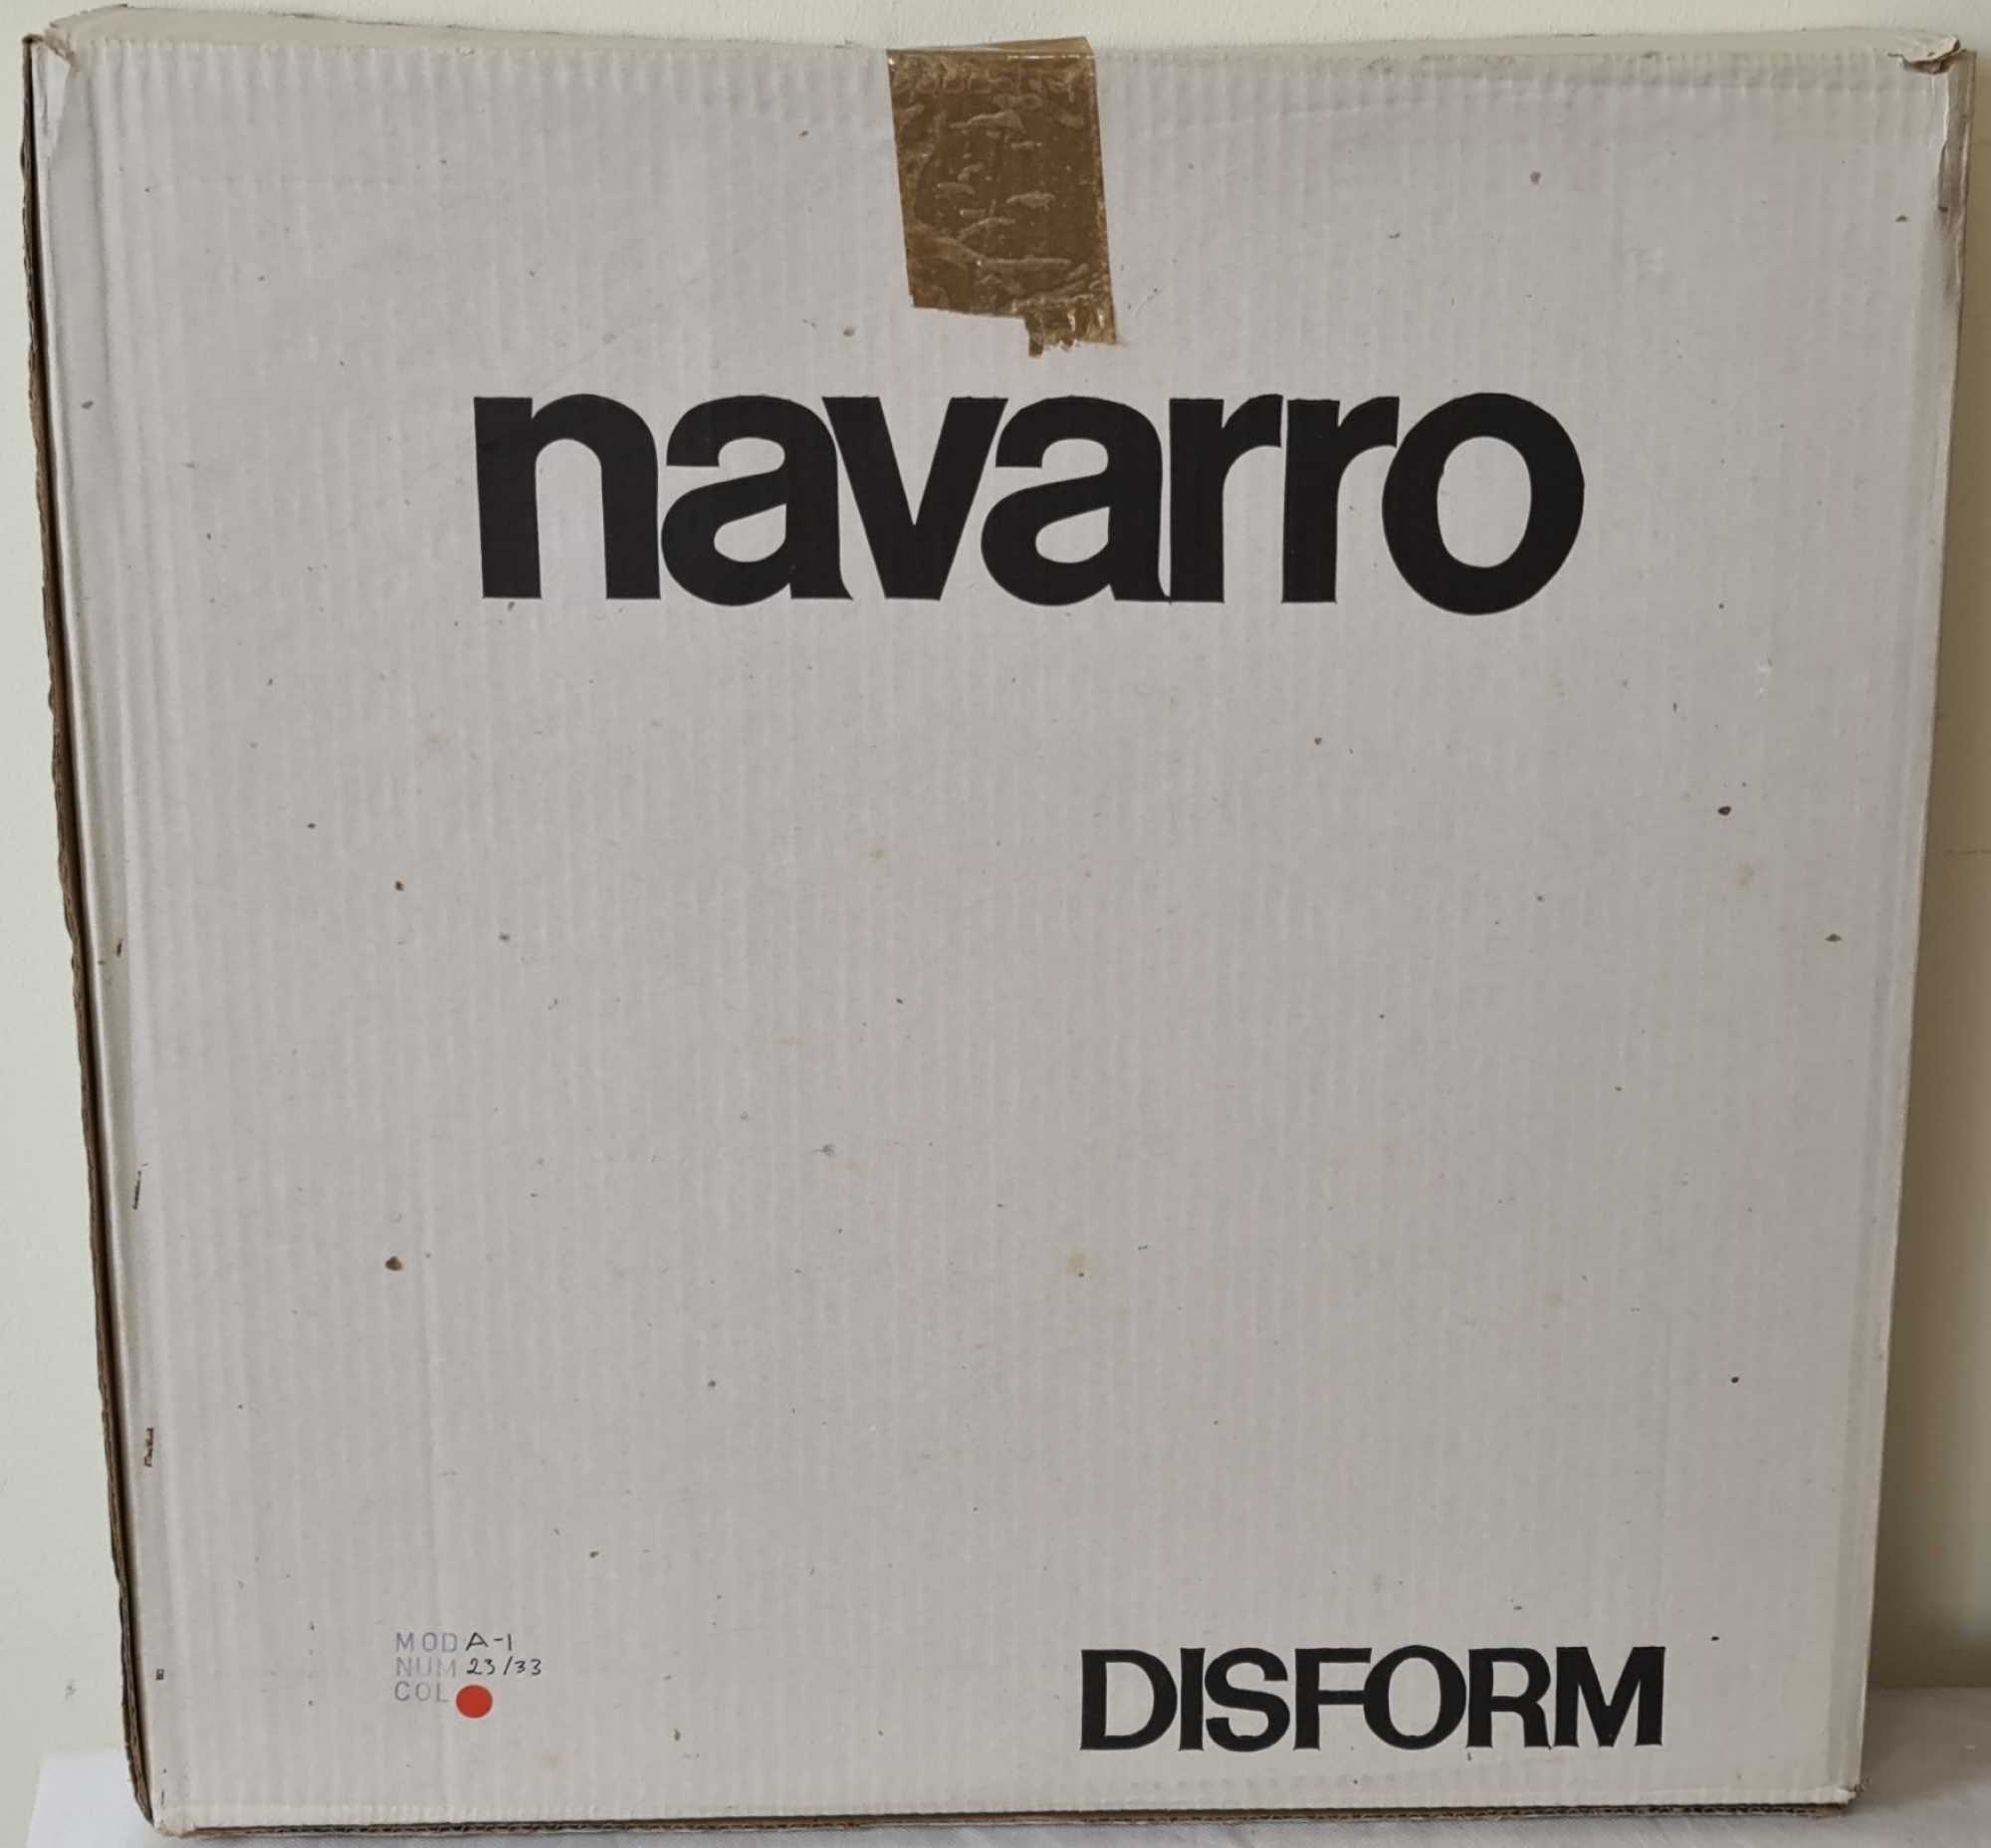 navarro
MOD A-1
NUM 23/33
COL
DISFORM